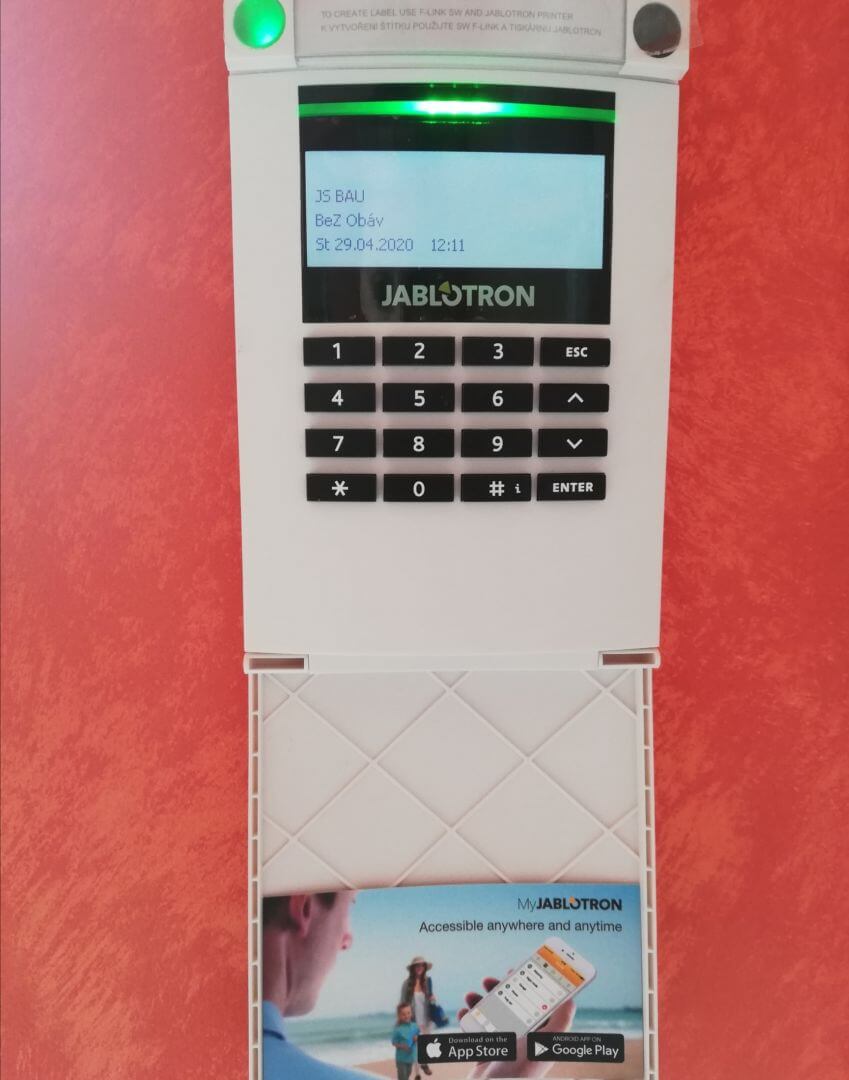 TO CREATE LABEL USE F-LINK SW AND JABLOTRON PRINTER
K VYTVOŘENÍ ŠTÍTKU POUŽIJTE SW F-LINK A TISKÁRNU JABLOTRON
JS BAU
BeZ Obáv
St 29.04.2020 12:11
JABLOTRON
1 2 3 ESC
4 5 6
7 8 9
* 0 # i ENTER
MyJABLOTRON
Accessible anywhere and anytime
Download on the
App Store
ANDROID APP ON
Google Play